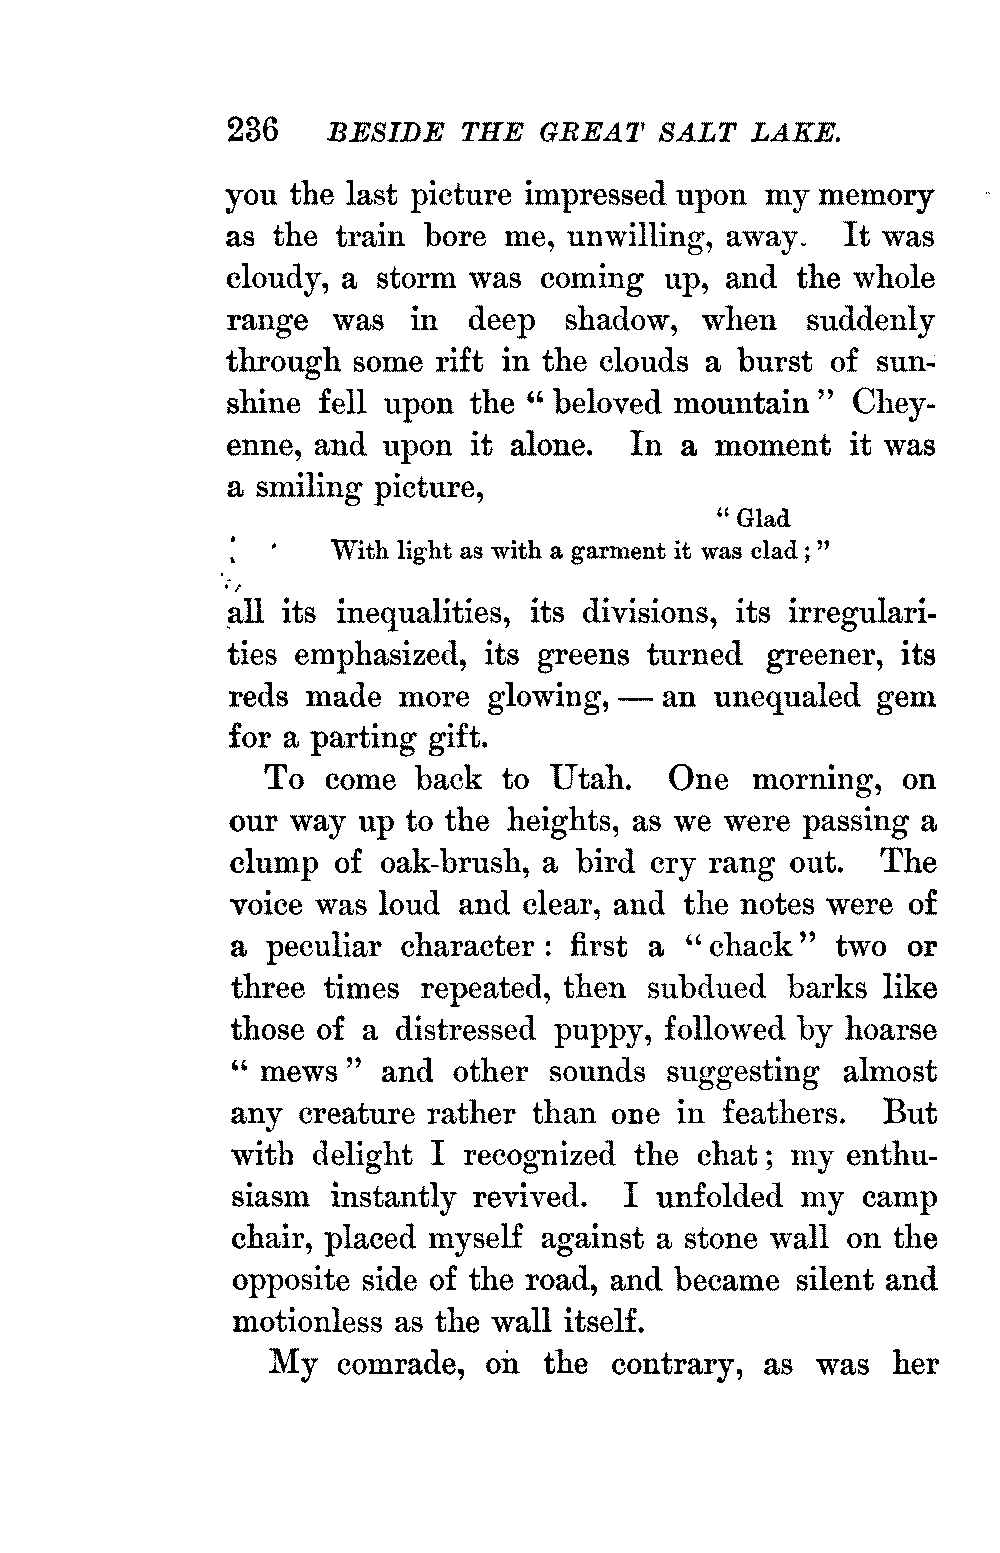 236 BESIDE THE GREAT SALT LAKE.
you the last picture impressed upon my memory
as the train bore me, unwilling, away. It was
cloudy, a storm was coming up, and the whole
range was in deep shadow, when suddenly
through some rift in the clouds a burst of sun-
shine fell upon the “ beloved mountain ” Chey-
enne, and upon it alone. In a moment it was
a smiling picture,
“ Glad
With light as with a garment it was clad ; ”
all its inequalities, its divisions, its irregulari-
ties emphasized, its greens turned greener, its
reds made more glowing, — an unequaled gem
for a parting gift.
To come back to Utah. One morning, on
our way up to the heights, as we were passing a
clump of oak-brush, a bird cry rang out. The
voice was loud and clear, and the notes were of
a peculiar character : first a “ chack ” two or
three times repeated, then subdued barks like
those of a distressed puppy, followed by hoarse
“ mews ” and other sounds suggesting almost
any creature rather than one in feathers. But
with delight I recognized the chat ; my enthu-
siasm instantly revived. I unfolded my camp
chair, placed myself against a stone wall on the
opposite side of the road, and became silent and
motionless as the wall itself.
My comrade, on the contrary, as was her